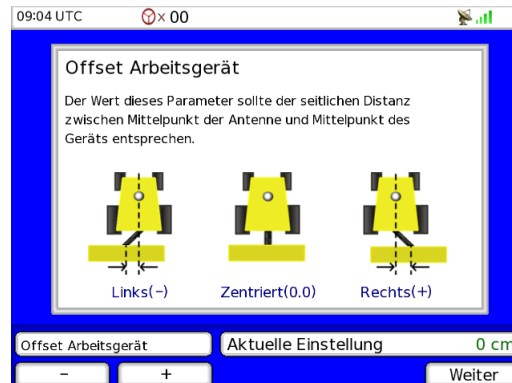 09:04 UTC
x 00
Offset Arbeitsgerät
Der Wert dieses Parameter sollte der seitlichen Distanz
zwischen Mittelpunkt der Antenne und Mittelpunkt des
Geräts entsprechen.
Links(-) Zentriert(0.0) Rechts(+)
Offset Arbeitsgerät Aktuelle Einstellung 0 cm
- + Weiter